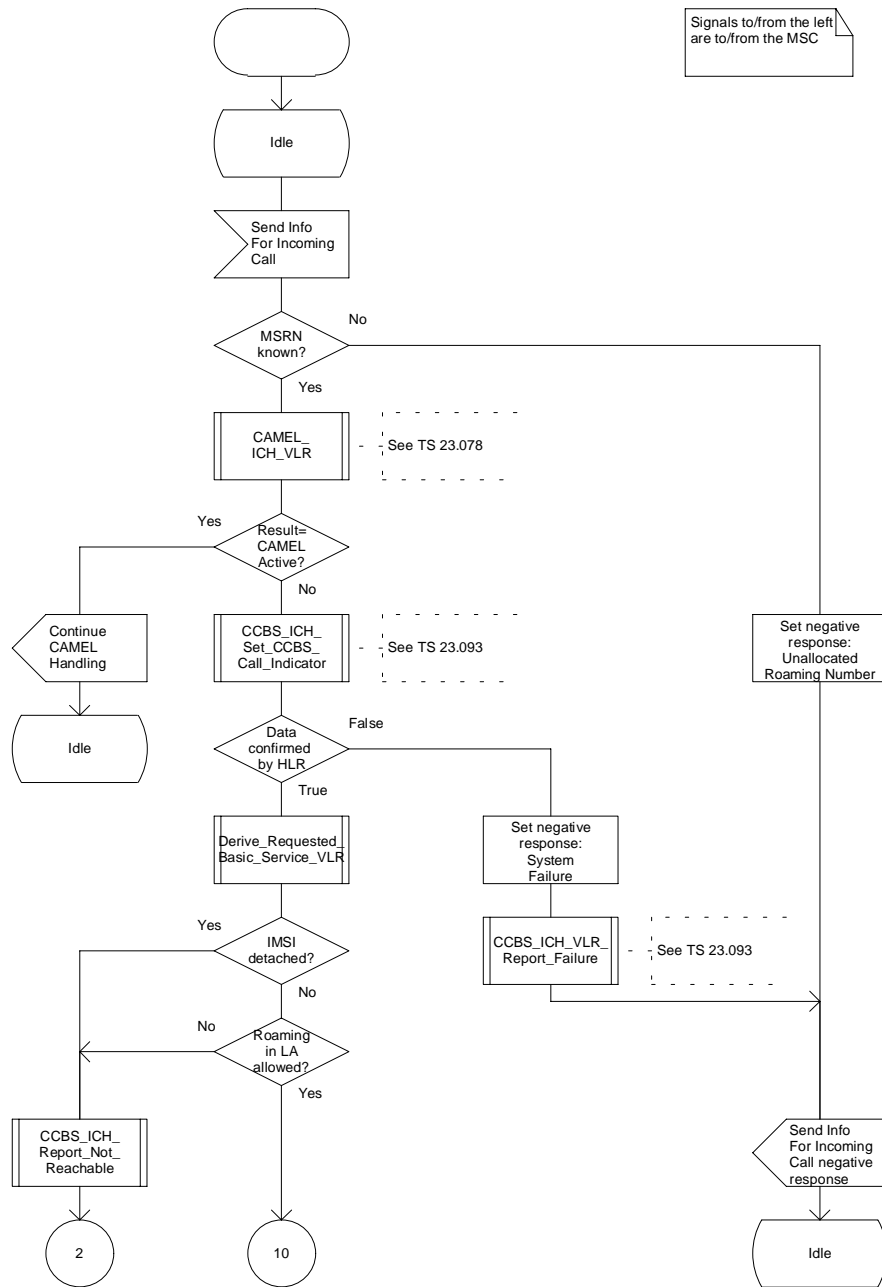 Signals to/from the left
are to/from the MSC
Idle
Send Info
For Incoming
Call
No
MSRN
known?
Yes
CAMEL_
ICH_VLR
See TS 23.078
Yes
Result=
CAMEL
Active?
No
Continue
CAMEL
Handling
CCBS_ICH_
Set_CCBS_
Call_Indicator
See TS 23.093
Set negative
response:
Unallocated
Roaming Number
Idle
False
Data
confirmed
by HLR
True
Derive_Requested_
Basic_Service_VLR
Set negative
response:
System
Failure
Yes
IMSI
detached?
No
CCBS_ICH_VLR_
Report_Failure
See TS 23.093
No
Roaming
in LA
allowed?
Yes
CCBS_ICH_
Report_Not_
Reachable
Send Info
For Incoming
Call negative
response
2
10
Idle